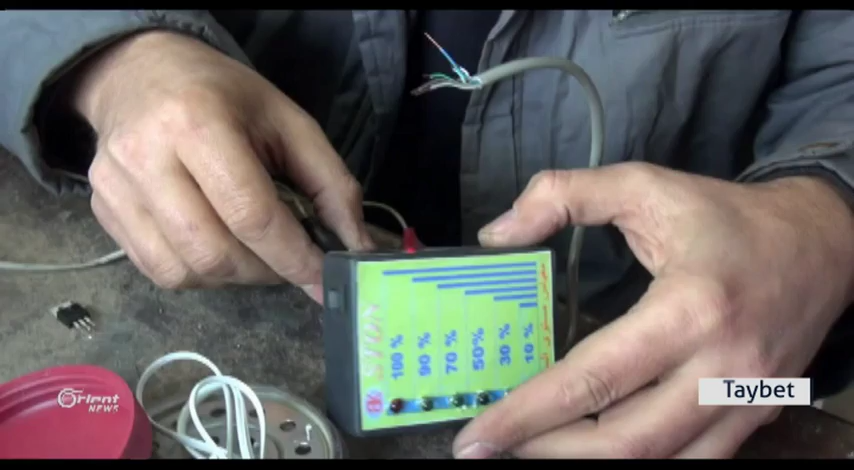 100 %
90 %
70 %
50%
30 %
10 %
Orient
NEWS
Taybet